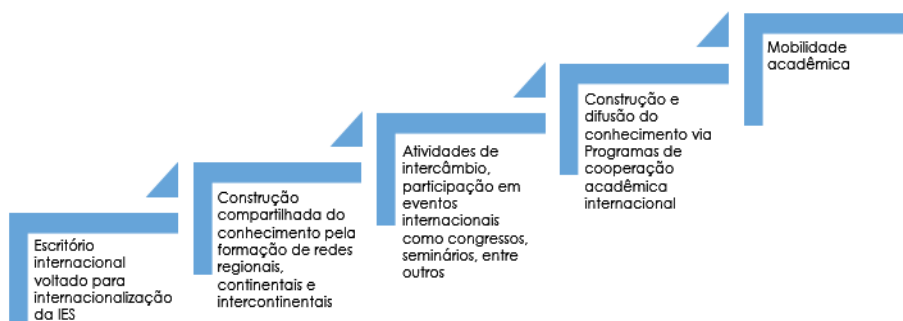 Escritório
internacional
voltado para
internacionalização
da IES
Construção
compartilhada do
conhecimento pela
formação de redes
regionais,
continentais e
intercontinentais
Atividades de
intercâmbio,
participação em
eventos
internacionais
como congressos,
seminários, entre
outros
Construção e
difusão do
conhecimento via
Programas de
cooperação
acadêmica
internacional
Mobilidade
acadêmica